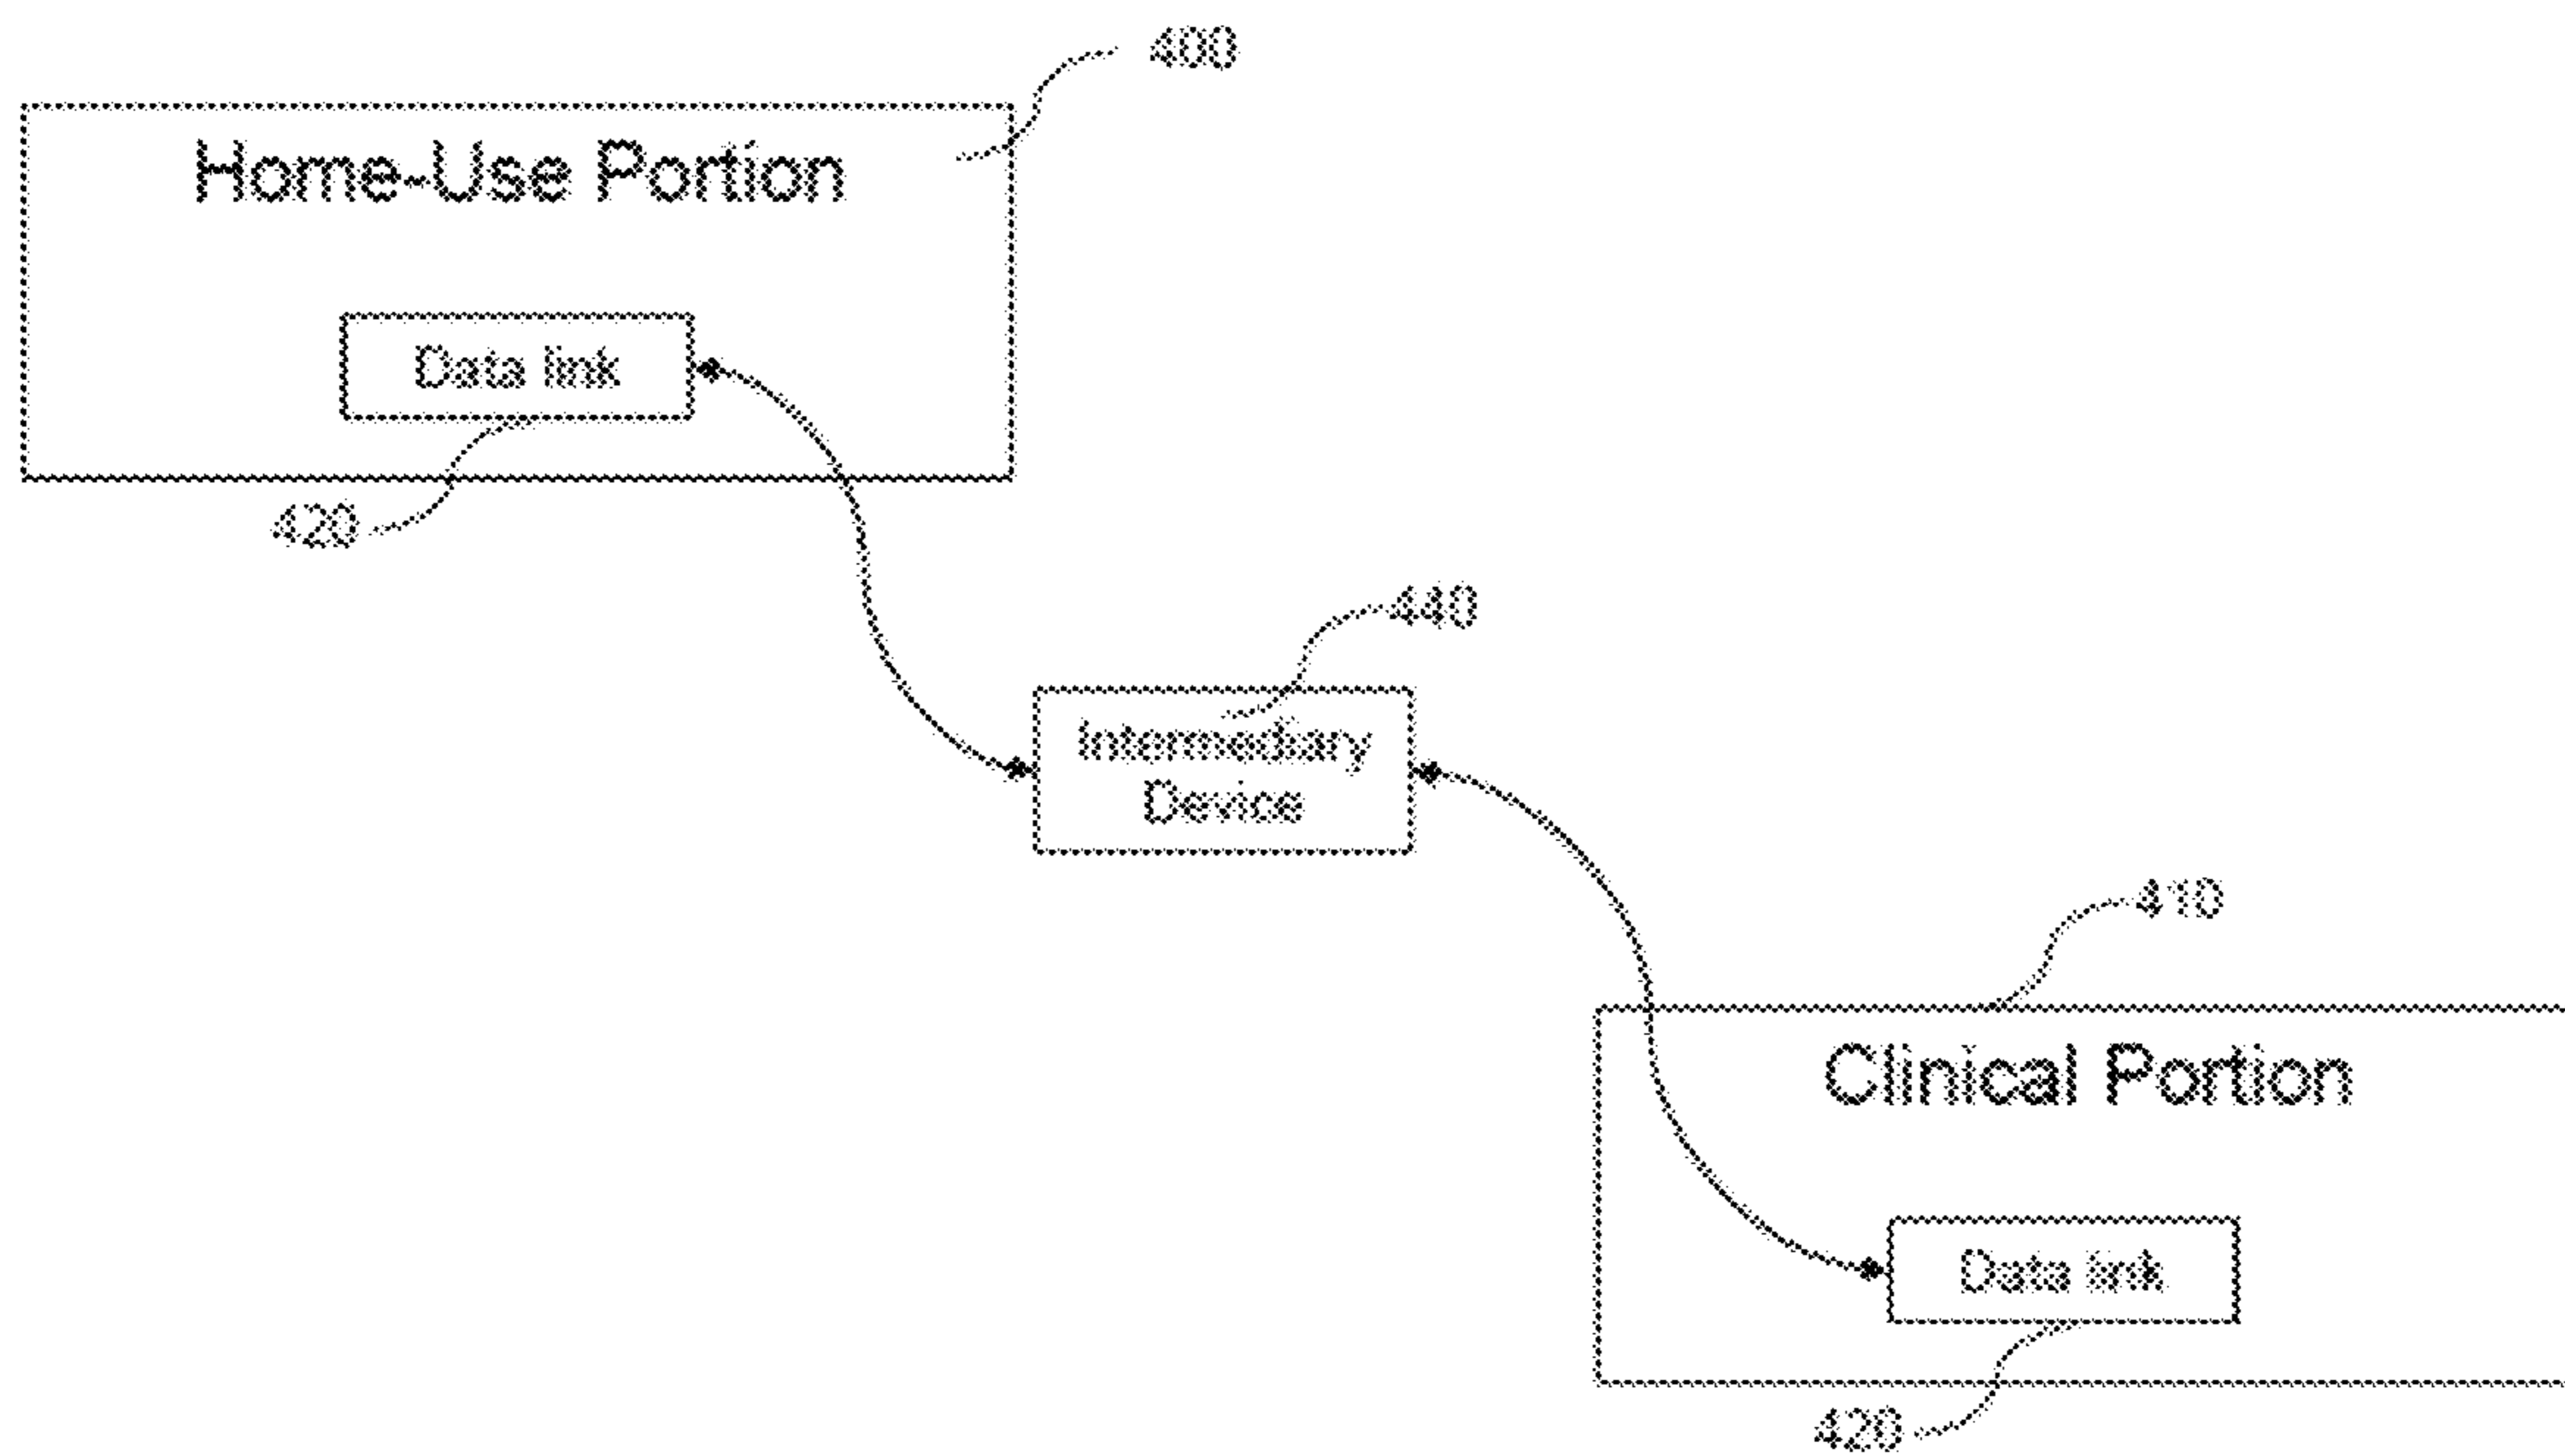 400
Home-Use Portion
Data link
420
440
Intermediary
Device
410
Clinical Portion
Data link
420